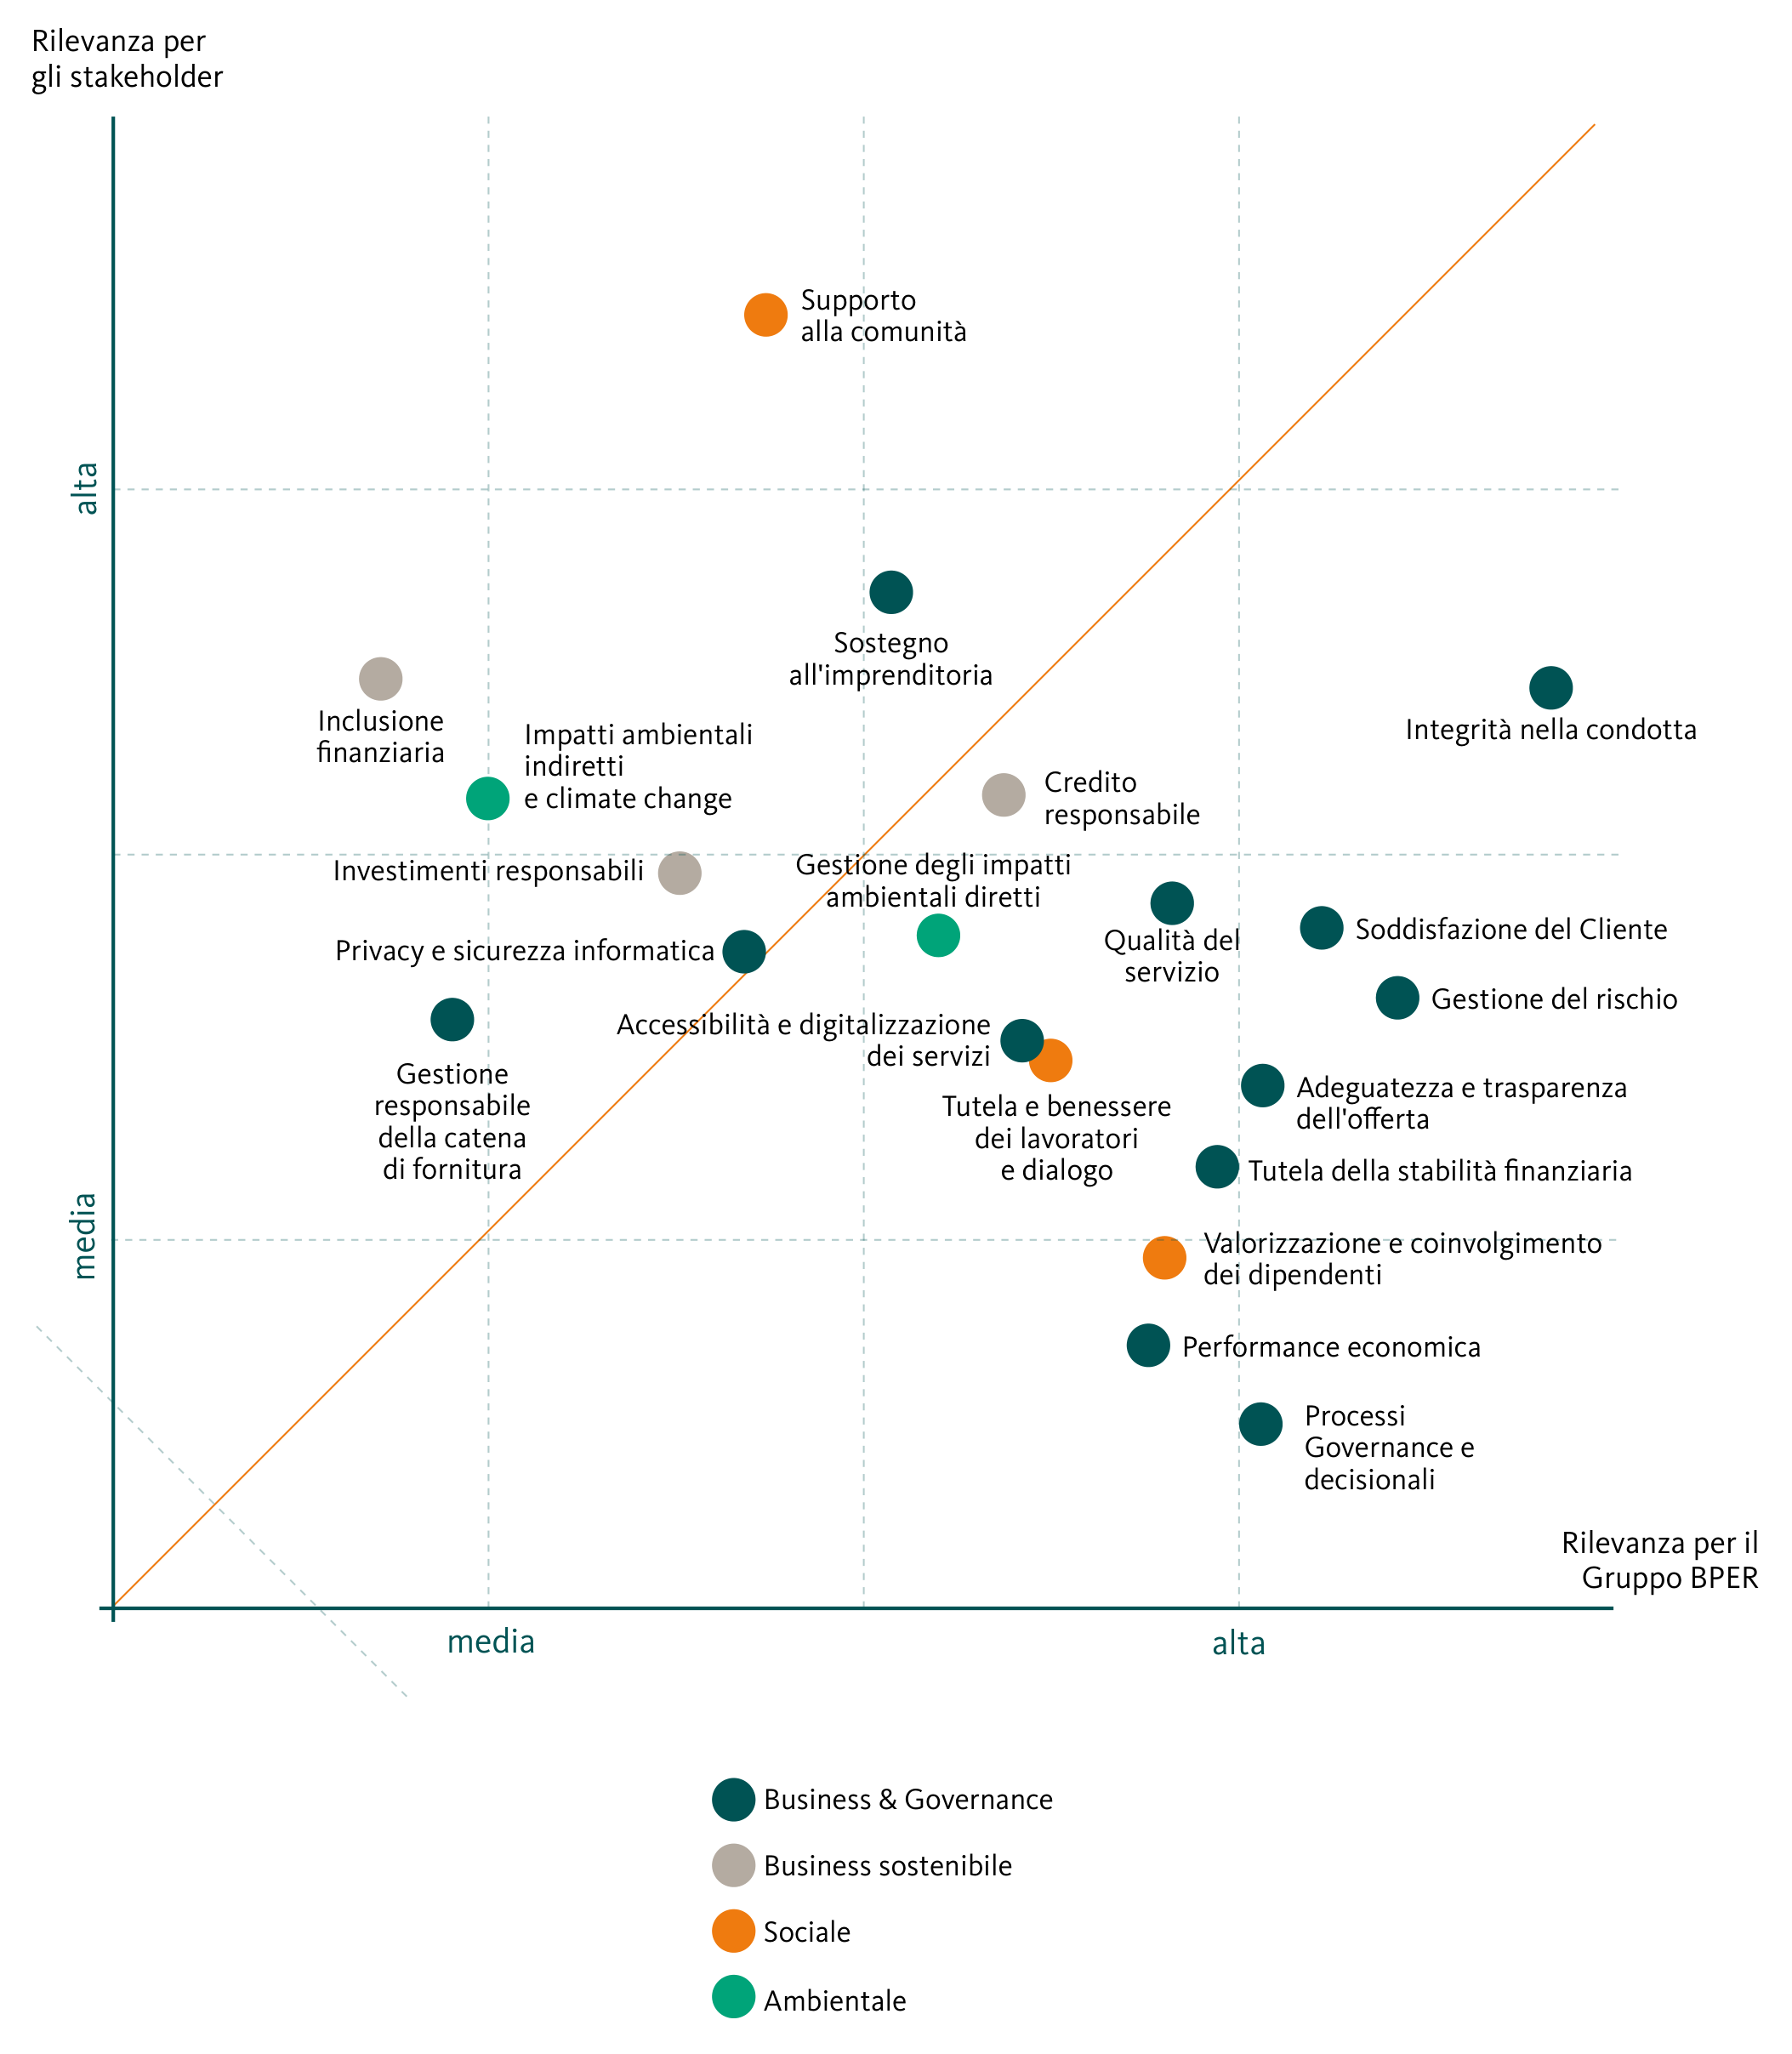 Rilevanza per
gli stakeholder
Supporto
alla comunità
alta
Sostegno
all'imprenditoria
Inclusione
finanziaria
Impatti ambientali
indiretti
e climate change
Integrità nella condotta
Credito
responsabile
Investimenti responsabili
Gestione degli impatti
ambientali diretti
Qualità del
servizio
Soddisfazione del Cliente
Privacy e sicurezza informatica
Gestione del rischio
Accessibilità e digitalizzazione
dei servizi
Gestione
responsabile
della catena
di fornitura
Tutela e benessere
dei lavoratori
e dialogo
Adeguatezza e trasparenza
dell'offerta
Tutela della stabilità finanziaria
media
Valorizzazione e coinvolgimento
dei dipendenti
Performance economica
Processi
Governance e
decisionali
Rilevanza per il
Gruppo BPER
media
alta
Business & Governance
Business sostenibile
Sociale
Ambientale